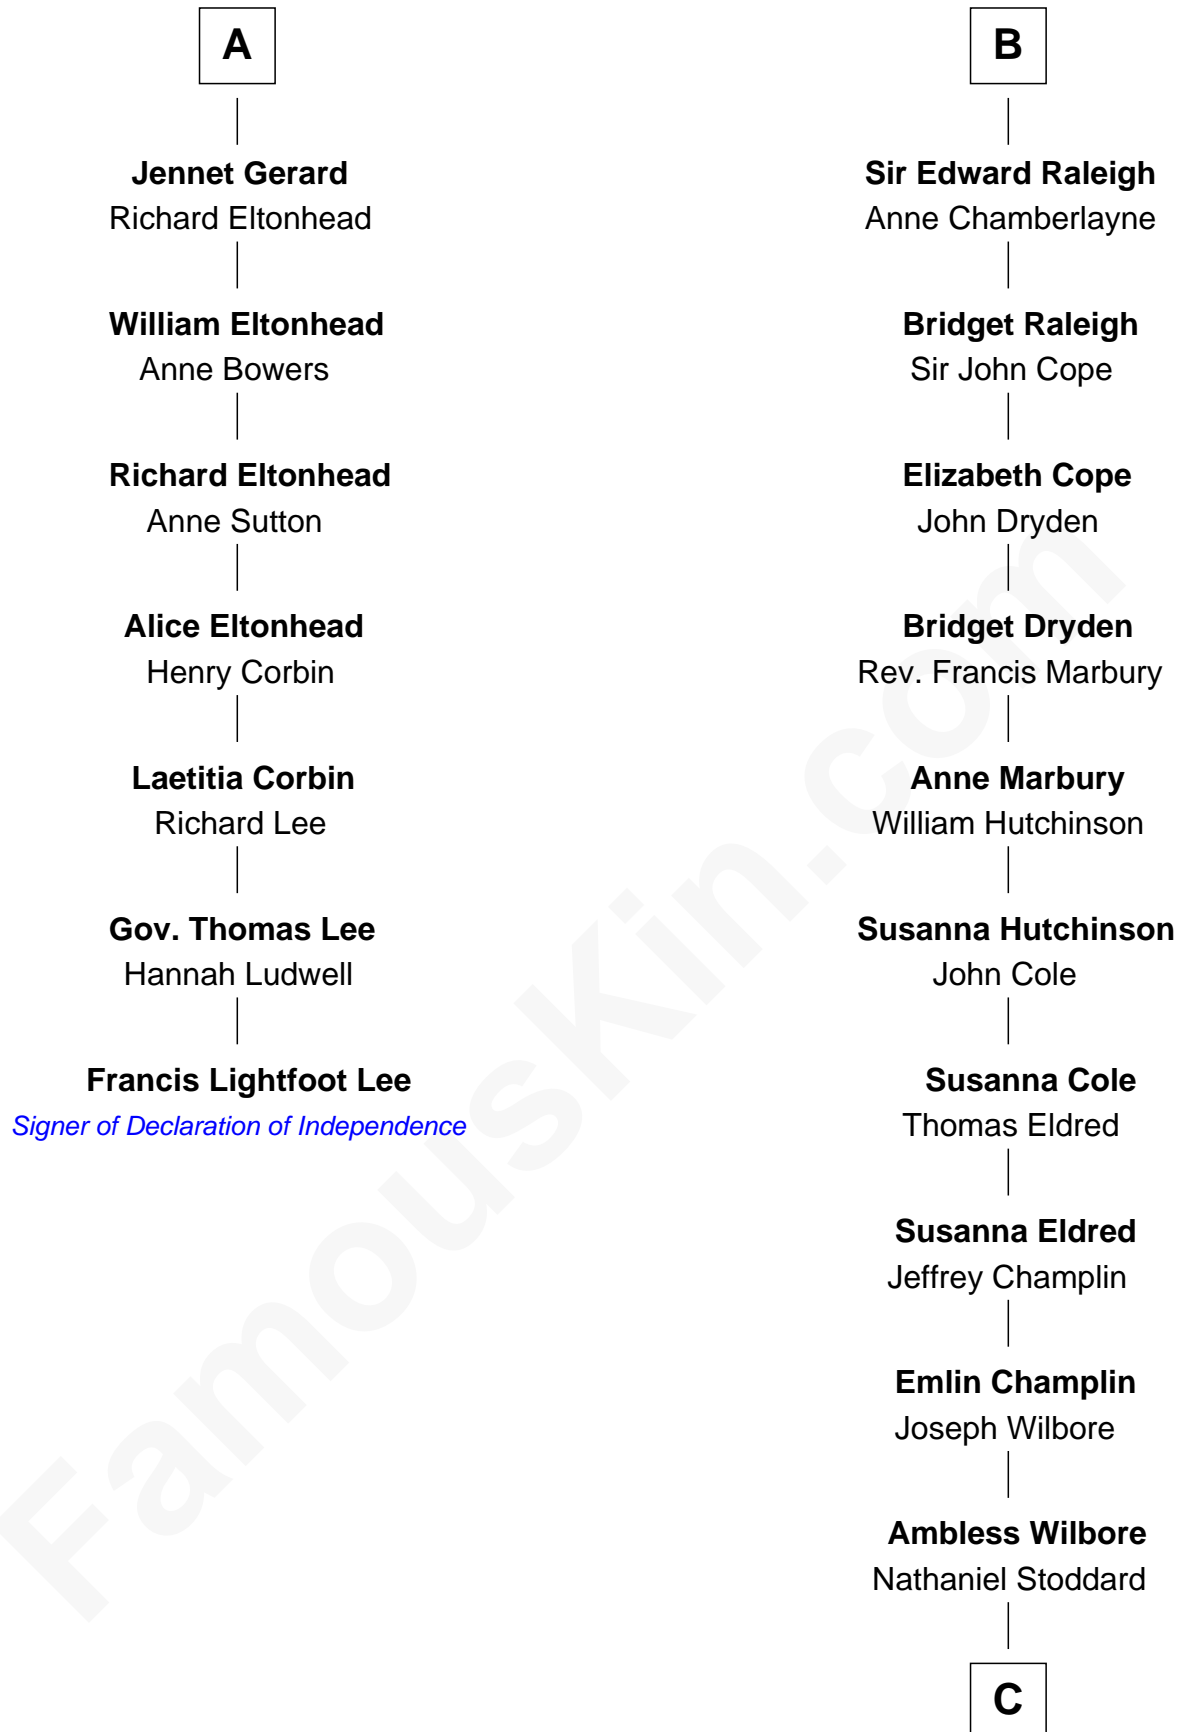 A
Jennet Gerard
Richard Eltonhead
William Eltonhead
Anne Bowers
Richard Eltonhead
Anne Sutton
Alice Eltonhead
Henry Corbin
Laetitia Corbin
Richard Lee
Gov. Thomas Lee
Hannah Ludwell
Francis Lightfoot Lee
Signer of Declaration of Independence
B
Sir Edward Raleigh
Anne Chamberlayne
Bridget Raleigh
Sir John Cope
Elizabeth Cope
John Dryden
Bridget Dryden
Rev. Francis Marbury
Anne Marbury
William Hutchinson
Susanna Hutchinson
John Cole
Susanna Cole
Thomas Eldred
Susanna Eldred
Jeffrey Champlin
Emlin Champlin
Joseph Wilbore
Ambless Wilbore
Nathaniel Stoddard
C
FamousKin.com